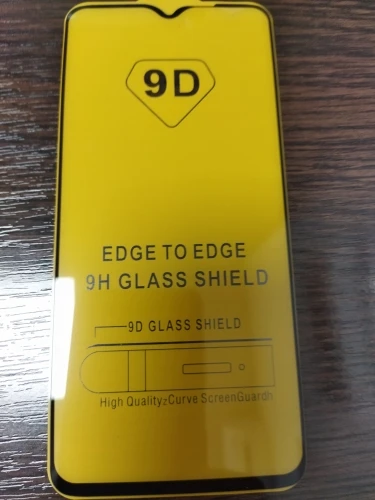 9D
EDGE TO EDGE
9H GLASS SHIELD
9D GLASS SHIELD
High QualityzCurve ScreenGuardh